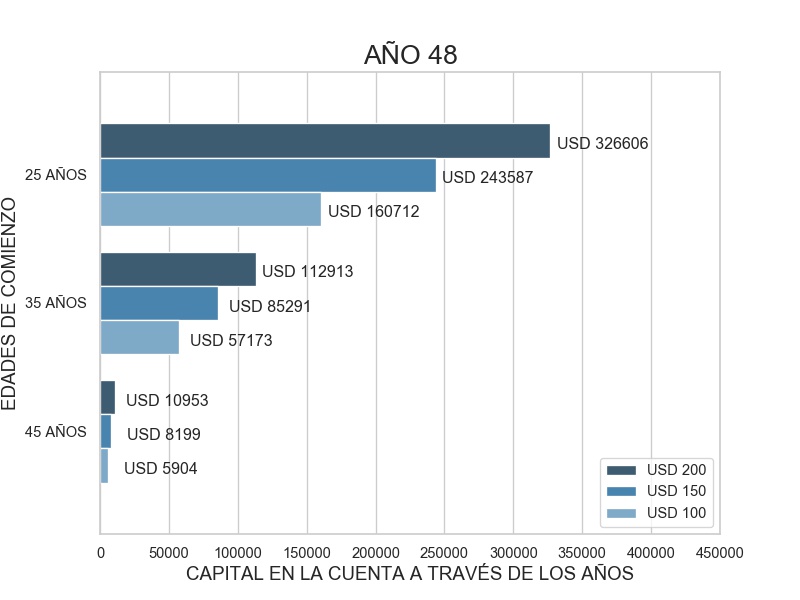 AÑO 48
EDADES DE COMIENZO
25 AÑOS
USD 326606
USD 243587
USD 160712
35 AÑOS
USD 112913
USD 85291
USD 57173
45 AÑOS
USD 10953
USD 8199
USD 5904
USD 200
USD 150
USD 100
0 50000 100000 150000 200000 250000 300000 350000 400000 450000
CAPITAL EN LA CUENTA A TRAVÉS DE LOS AÑOS